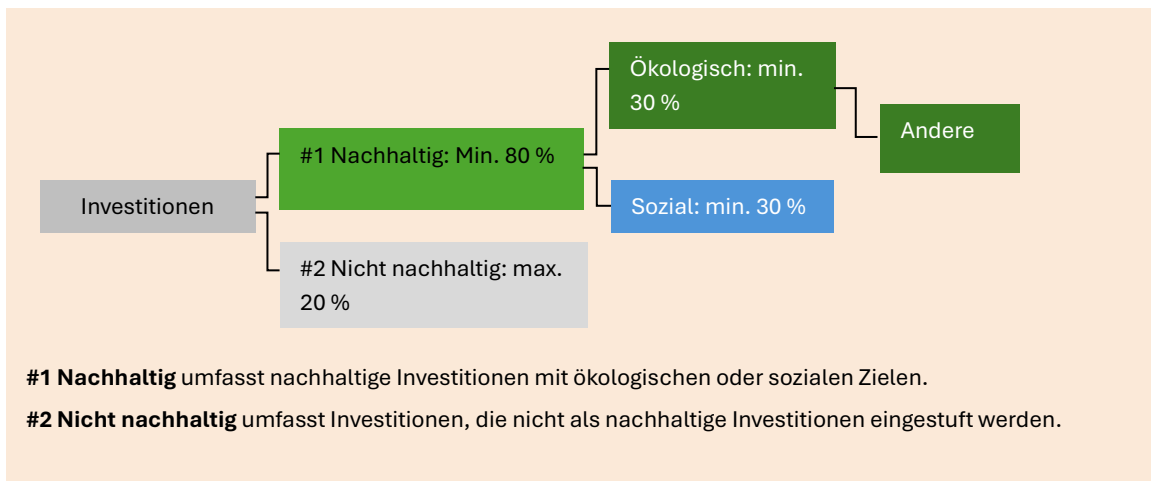 Ökologisch: min.
30 %
Andere
#1 Nachhaltig: Min. 80 %
Investitionen
Sozial: min. 30 %
#2 Nicht nachhaltig: max.
20 %
#1 Nachhaltig umfasst nachhaltige Investitionen mit ökologischen oder sozialen Zielen.
#2 Nicht nachhaltig umfasst Investitionen, die nicht als nachhaltige Investitionen eingestuft werden.